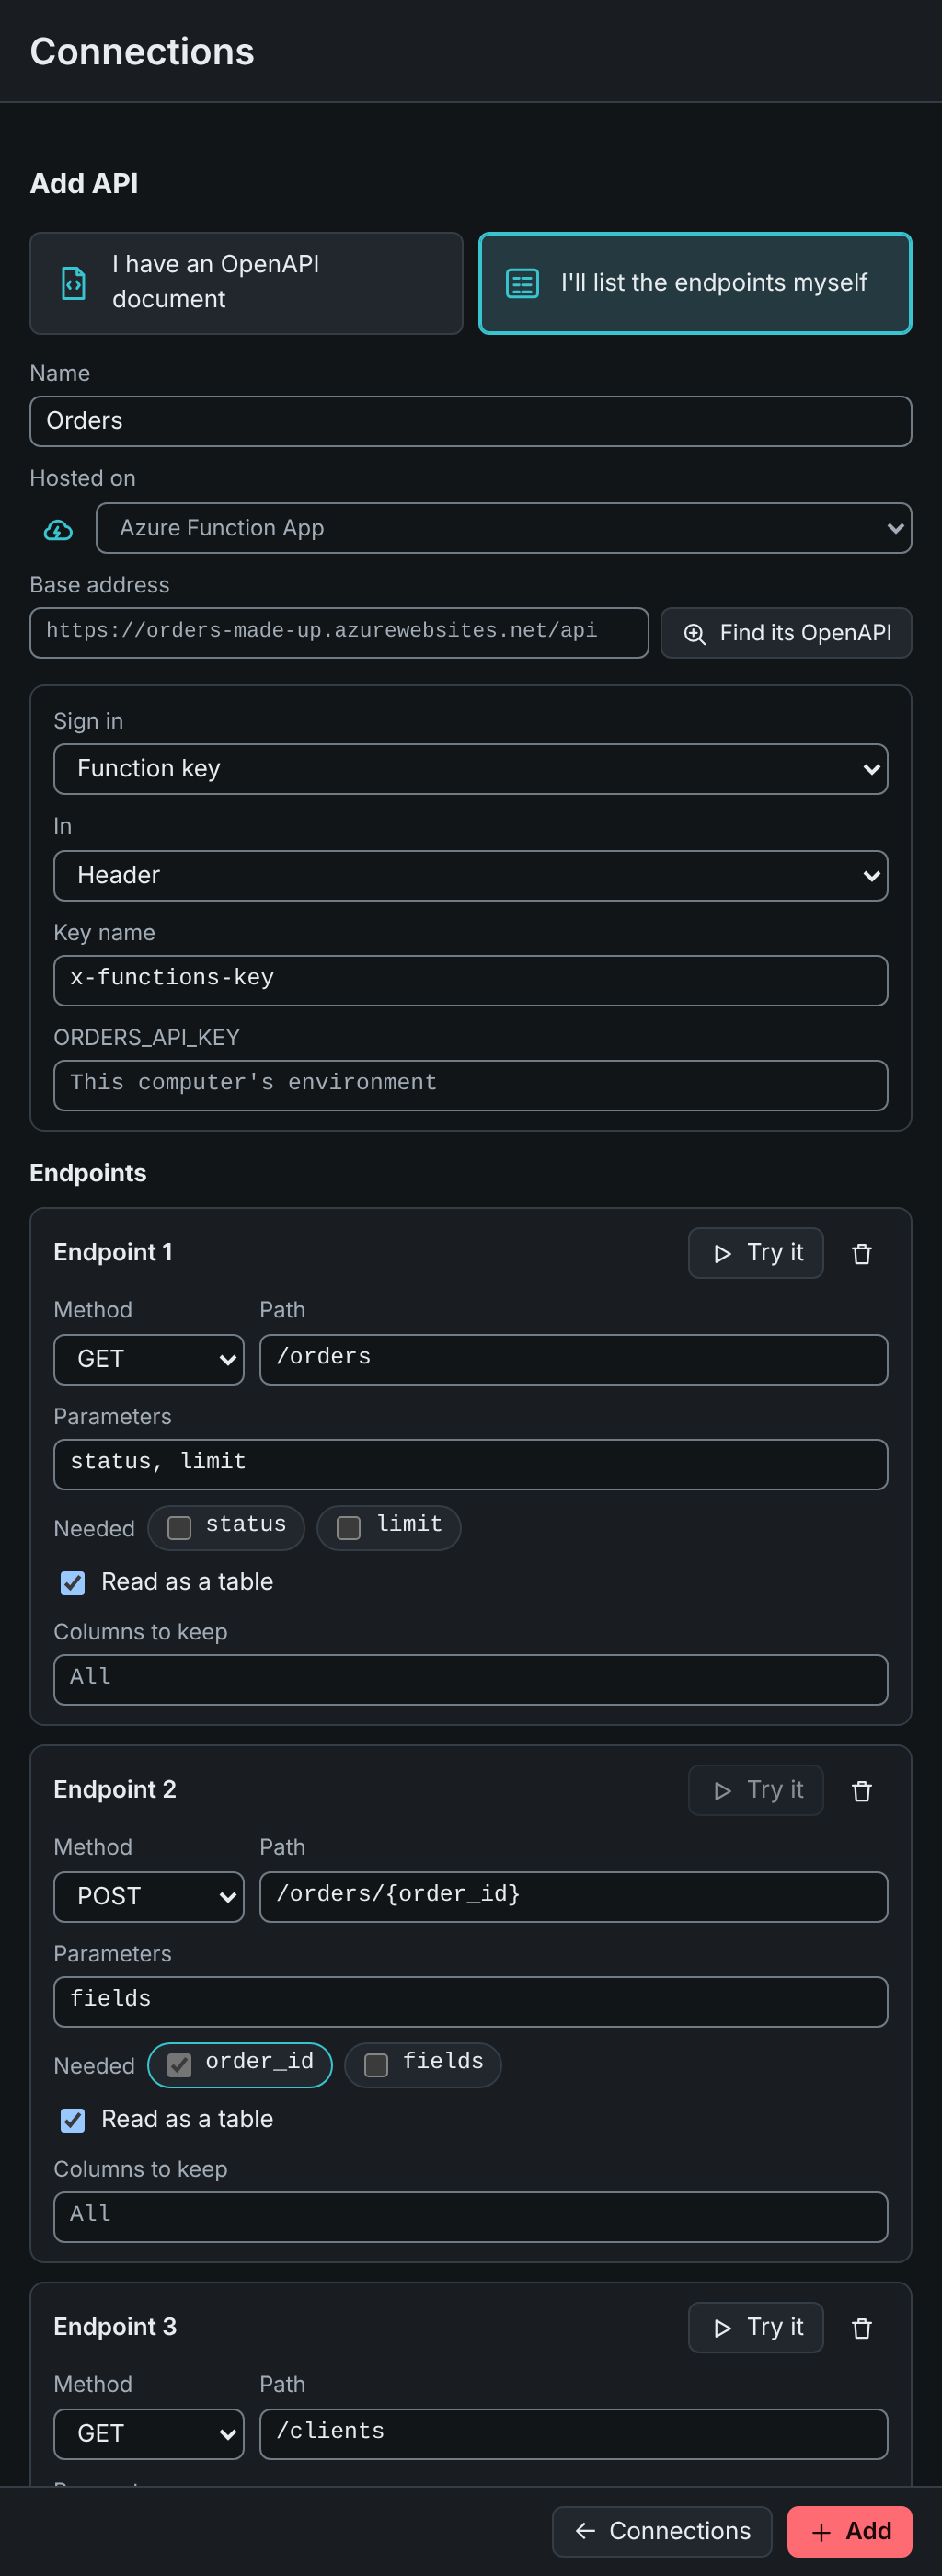 Connections
Add API
I have an OpenAPI
document
I'll list the endpoints myself
Name
Orders
Hosted on
Azure Function App
Base address
https://orders-made-up.azurewebsites.net/api
Find its OpenAPI
Sign in
Function key
In
Header
Key name
x-functions-key
ORDERS_API_KEY
This computer's environment
Endpoints
Endpoint 1
Try it
Method
Path
GET
/orders
Parameters
status, limit
Needed
status
limit
Read as a table
Columns to keep
All
Endpoint 2
Try it
Method
Path
POST
/orders/{order_id}
Parameters
fields
Needed
order_id
fields
Read as a table
Columns to keep
All
Endpoint 3
Try it
Method
Path
GET
/clients
Connections
Add